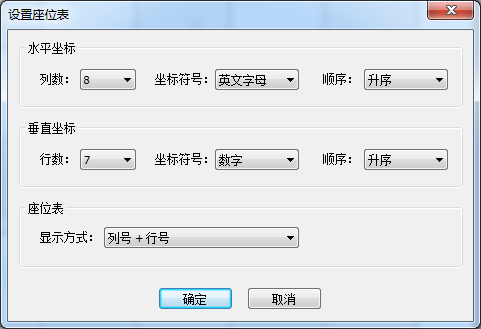 设置座位表
水平坐标
列数: 8 坐标符号: 英文字母 顺序: 升序
垂直坐标
行数: 7 坐标符号: 数字 顺序: 升序
座位表
显示方式: 列号 + 行号
确定 取消